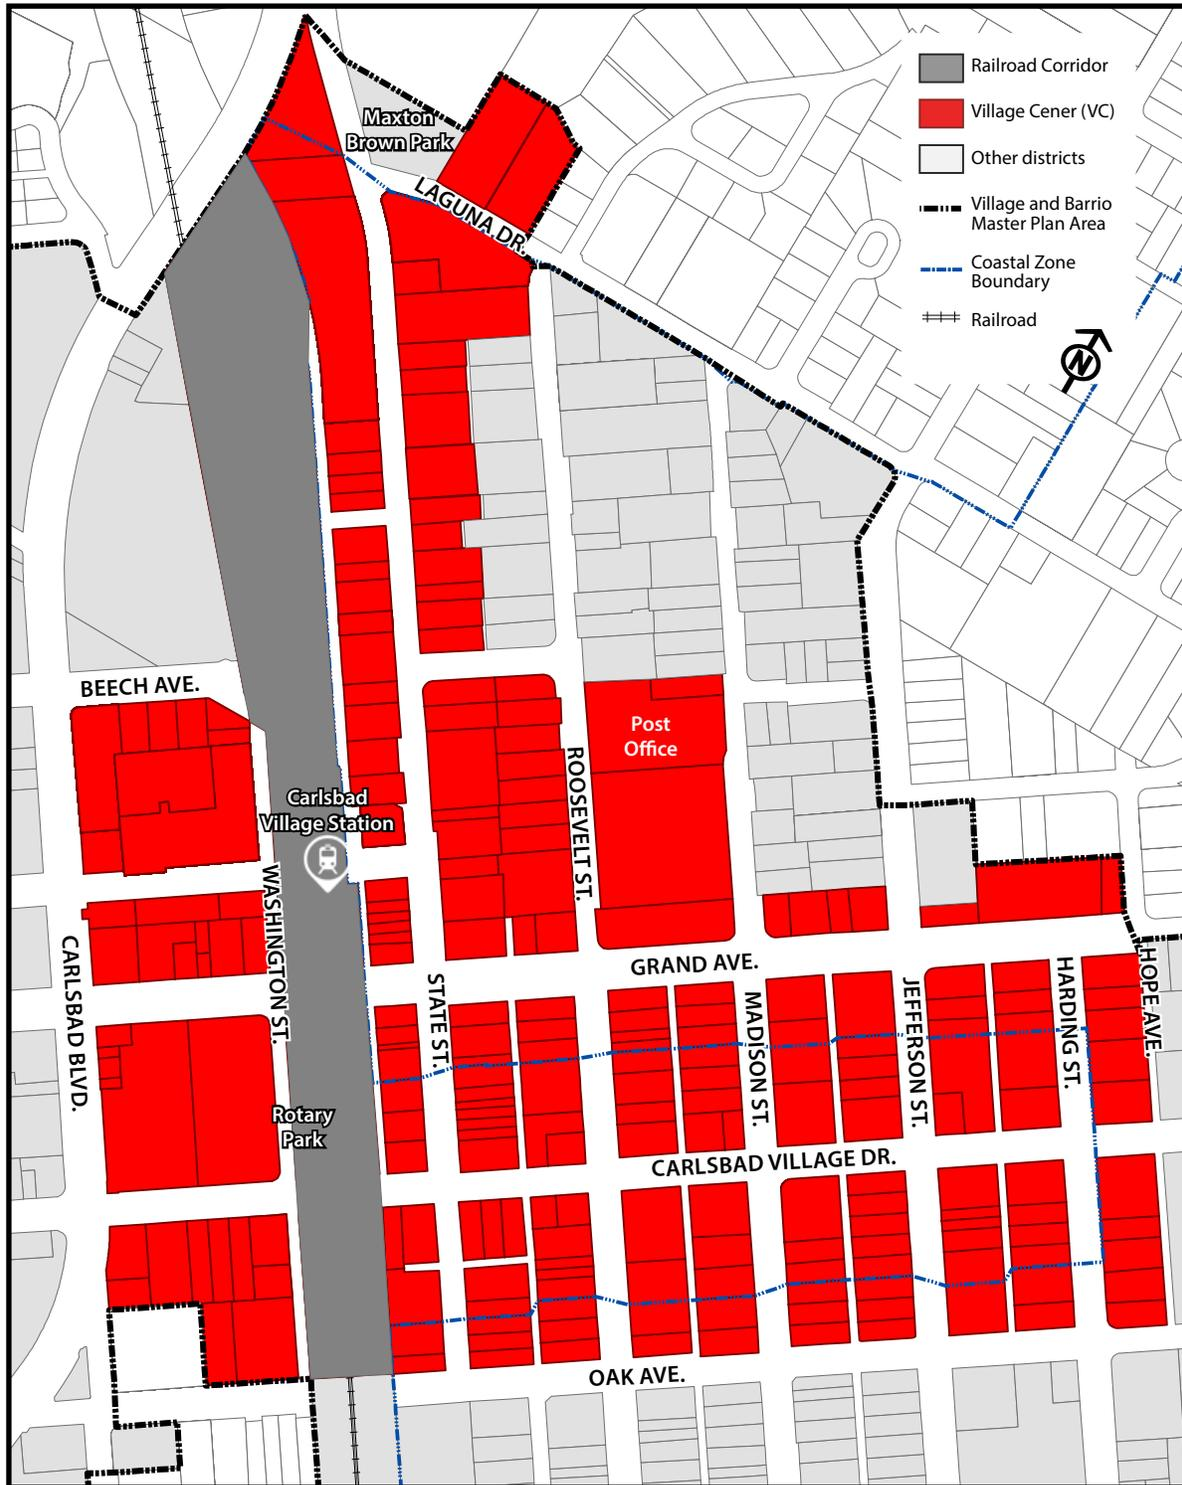 Railroad Corridor
Village Cener (VC)
Other districts
Village and Barrio
Master Plan Area
Coastal Zone
Boundary
Railroad
N
Maxton
Brown Park
LAGUNA DR.
BEECH AVE.
Post
Office
ROOSEVELT ST.
Carlsbad
Village Station
WASHINGTON ST.
CARLSBAD BLVD.
STATE ST.
GRAND AVE.
MADISON ST.
JEFFERSON ST.
HARDING ST.
HOPE AVE.
Rotary
Park
CARLSBAD VILLAGE DR.
OAK AVE.